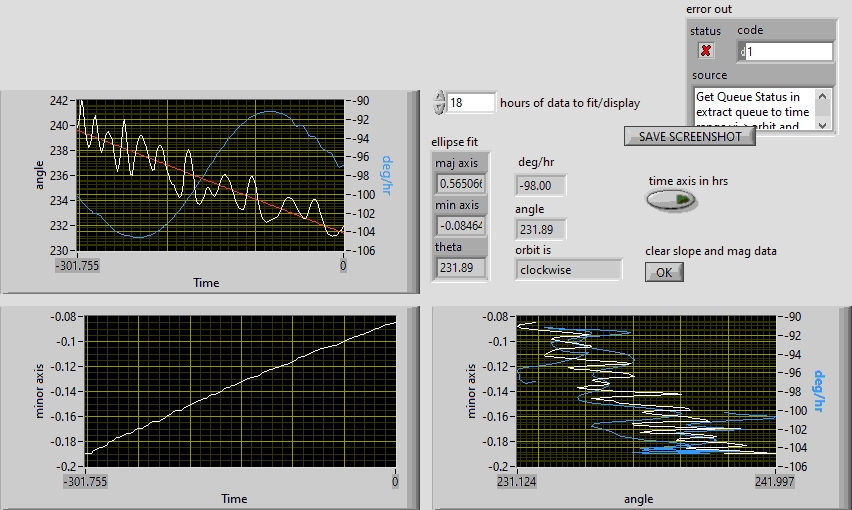 error out
status
code
d1
source
Get Queue Status in
extract queue to time
SAVE SCREENSHOT
18
hours of data to fit/display
ellipse fit
maj axis
0.56506
min axis
-0.08464
theta
231.89
deg/hr
-98.00
angle
231.89
orbit is
clockwise
time axis in hrs
clear slope and mag data
OK
242
240
238
236
234
232
230
angle
-90
-92
-94
-96
-98
-100
-102
-104
-106
deg/hr
-301.755
0
Time
-0.08
-0.1
-0.12
-0.14
-0.16
-0.18
-0.2
minor axis
-301.755
0
Time
-0.08
-0.1
-0.12
-0.14
-0.16
-0.18
-0.2
minor axis
-90
-92
-94
-96
-98
-100
-102
-104
-106
deg/hr
231.124
241.997
angle